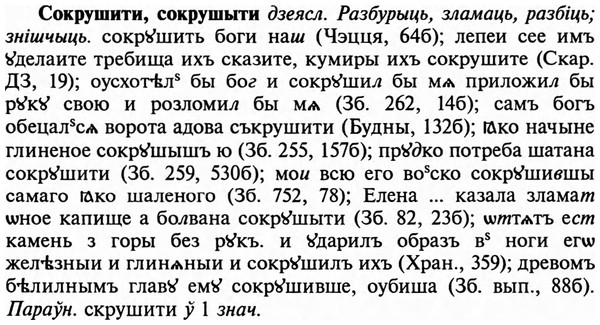 Сокрушити, сокрушыти дзеясл. Разбурыць, зламаць, разбіць;
знішчыць. сокрꙋшить боги наш (Чэцця, 64б); лепеи сее имъ
ꙋделаите требища ихъ сказите, кумиры ихъ сокрушите (Скар.
ДЗ, 19); оусхотѣлˢ бы бог и сокрꙋшил бы мѧ приложил бы
рꙋкꙋ свою и розломил бы мѧ (Зб. 262, 14б); самъ богъ
обецалˢсѧ ворота адова съкрушити (Будны, 132б); ꙗко начыне
глиненое сокрꙋшышъ ю (Зб. 255, 157б); прꙋдко потреба шатана
сокрꙋшити (Зб. 259, 530б); мои всю его воˢско сокрꙋшившы
самаго ꙗко шаленого (Зб. 752, 78); Елена ... казала зламат
ѡное капище а болвана сокрꙋшыти (Зб. 82, 23б); ѡттѧтъ ест
камень з горы без рꙋкъ. и ꙋдарилъ образъ вˢ ноги егѡ
желѣзныи и глинѧныи и сокрꙋшилъ ихъ (Хран., 359); древомъ
бѣлилнымъ главꙋ емꙋ сокрꙋшивше, оубиша (Зб. вып., 88б).
Параўн. скрушити ў 1 знач.